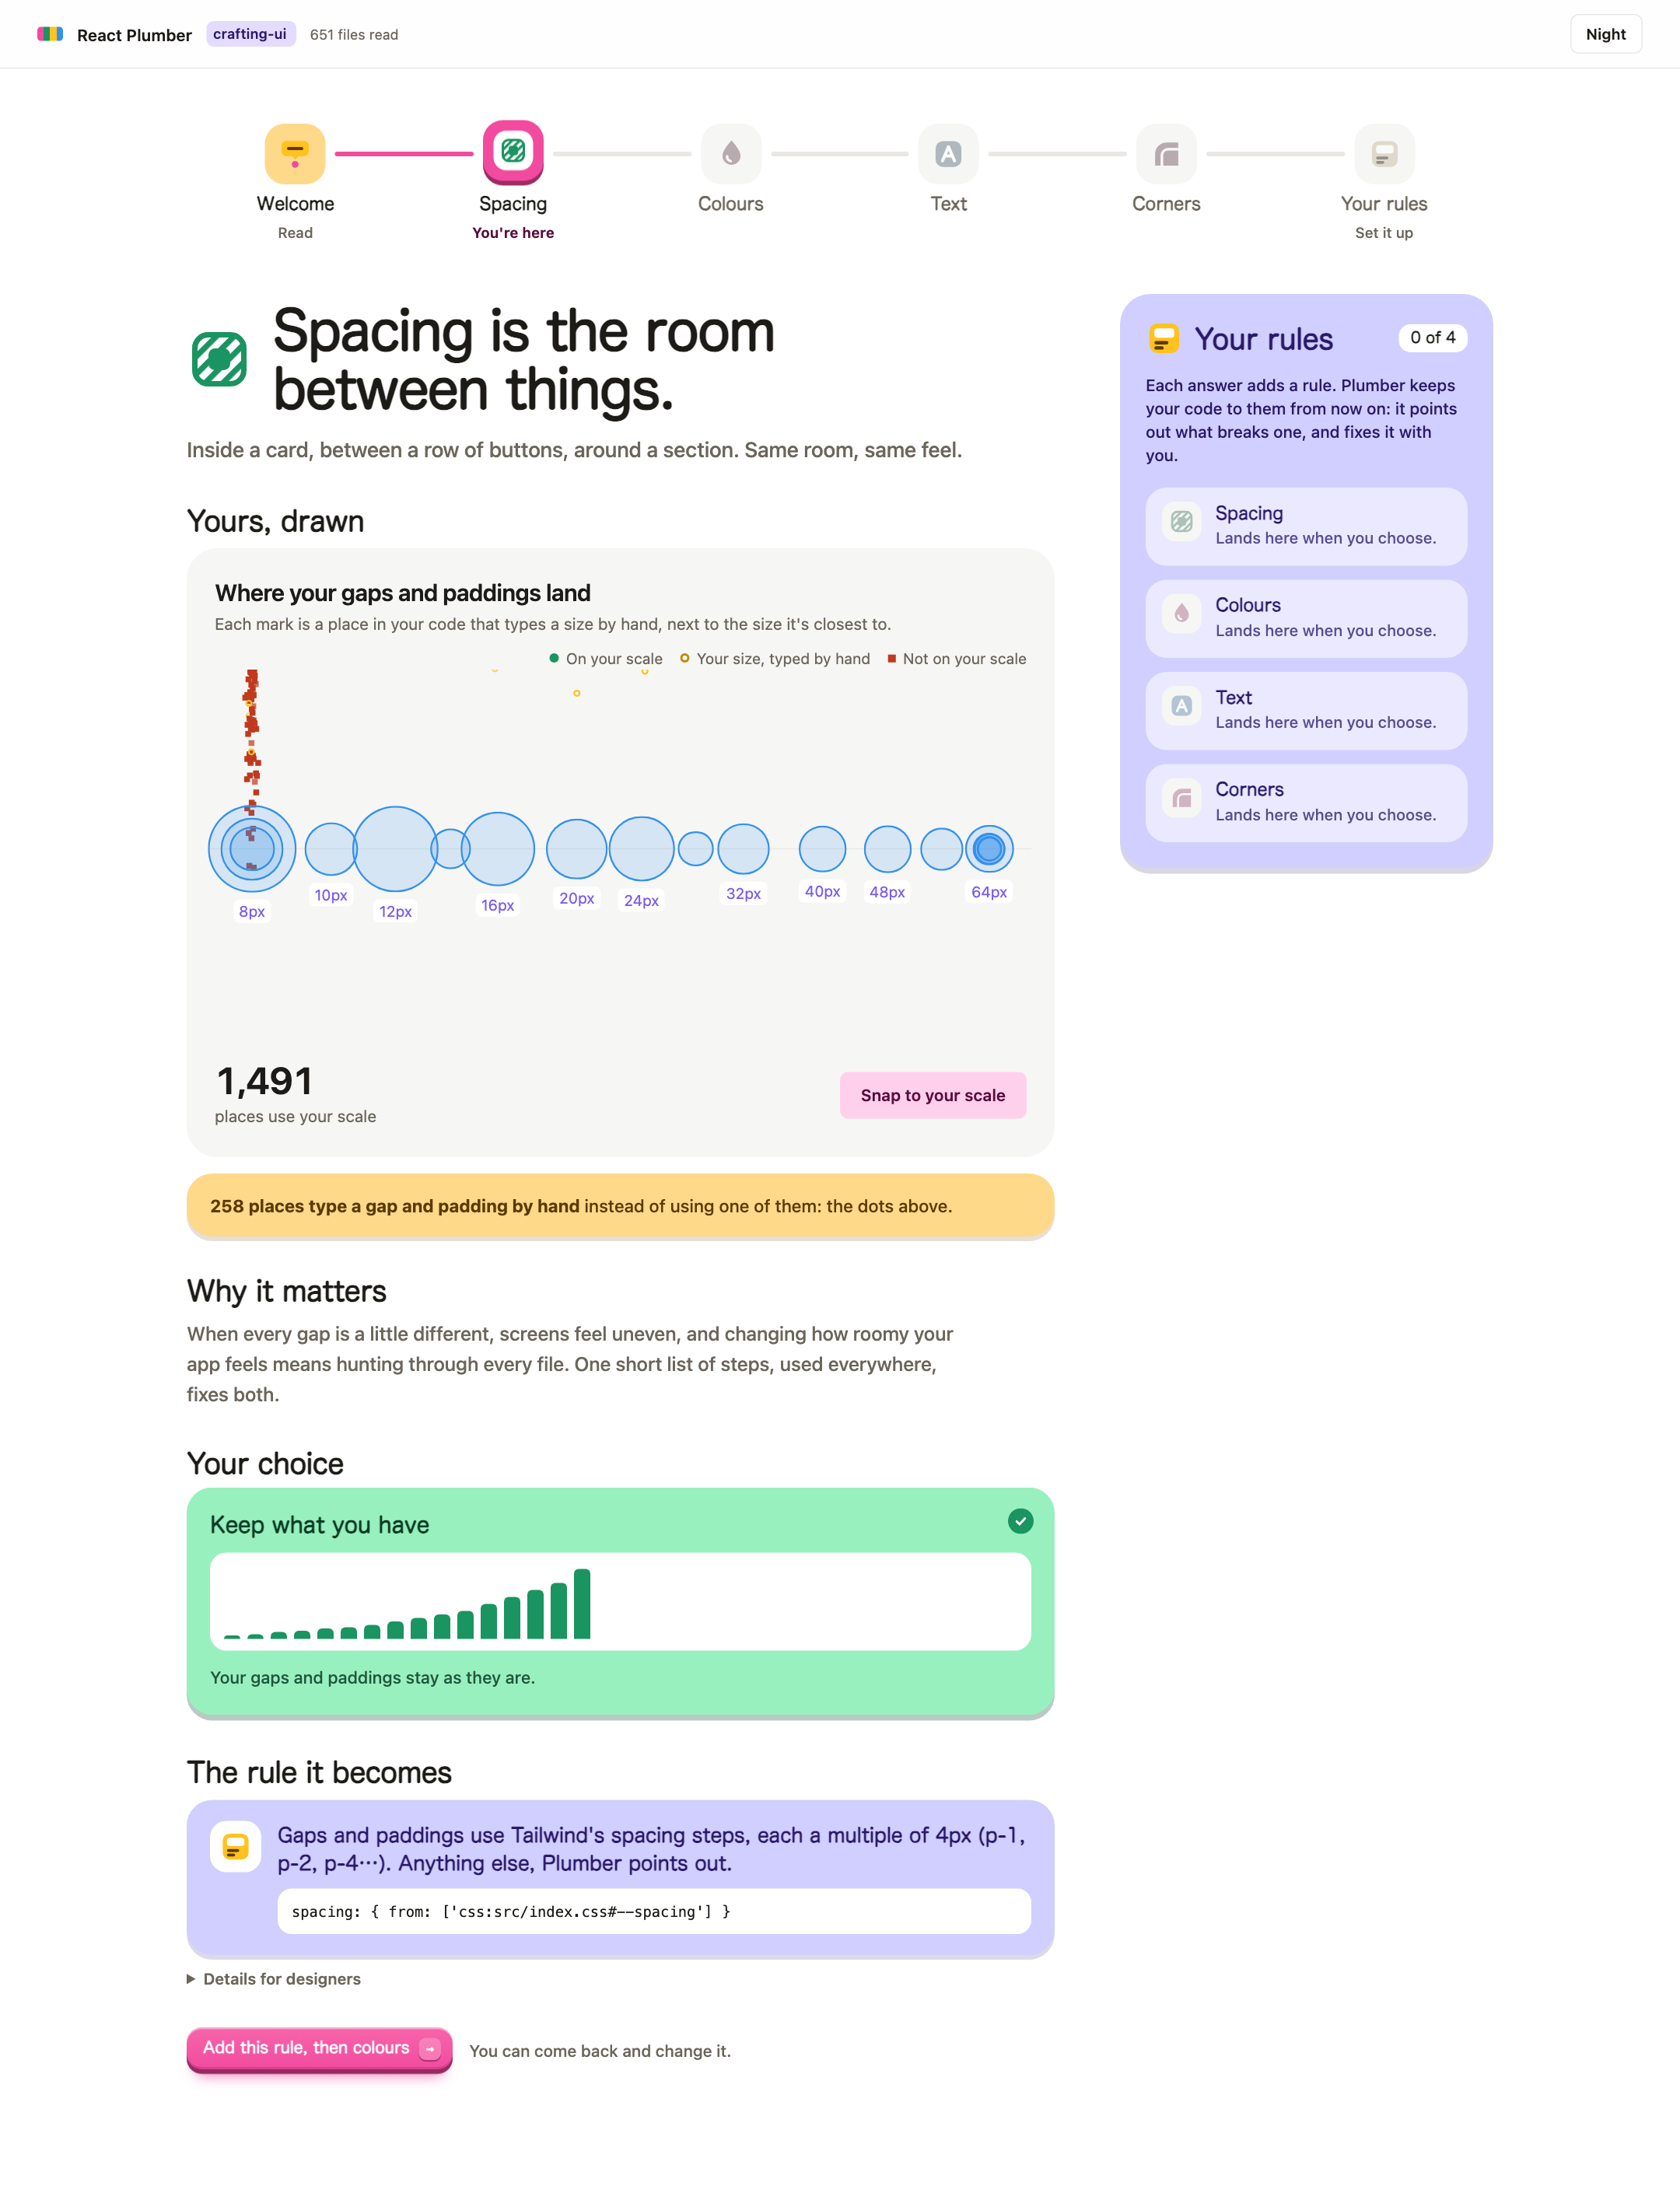 React Plumber
crafting-ui
651 files read
Night
Welcome
Read
Spacing
You're here
Colours
Text
Corners
Your rules
Set it up
Spacing is the room
between things.
Inside a card, between a row of buttons, around a section. Same room, same feel.
Yours, drawn
Where your gaps and paddings land
Each mark is a place in your code that types a size by hand, next to the size it's closest to.
On your scale
Your size, typed by hand
Not on your scale
8px
10px
12px
16px
20px
24px
32px
40px
48px
64px
1,491
places use your scale
Snap to your scale
258 places type a gap and padding by hand instead of using one of them: the dots above.
Why it matters
When every gap is a little different, screens feel uneven, and changing how roomy your
app feels means hunting through every file. One short list of steps, used everywhere,
fixes both.
Your choice
Keep what you have
Your gaps and paddings stay as they are.
The rule it becomes
Gaps and paddings use Tailwind's spacing steps, each a multiple of 4px (p-1,
p-2, p-4…). Anything else, Plumber points out.
spacing: { from: ['css:src/index.css#--spacing'] }
Details for designers
Add this rule, then colours →
You can come back and change it.
Your rules
0 of 4
Each answer adds a rule. Plumber keeps
your code to them from now on: it points
out what breaks one, and fixes it with
you.
Spacing
Lands here when you choose.
Colours
Lands here when you choose.
A
Text
Lands here when you choose.
Corners
Lands here when you choose.